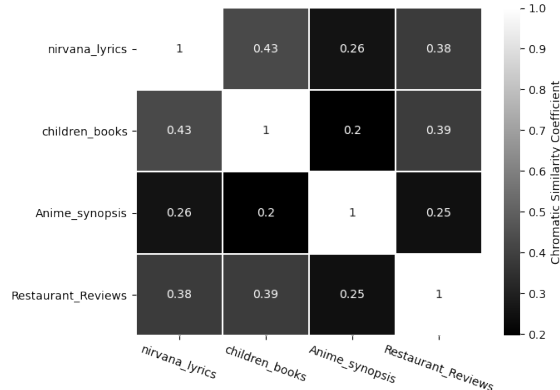 nirvana_lyrics 1 0.43 0.26 0.38
children_books 0.43 1 0.2 0.39
Anime_synopsis 0.26 0.2 1 0.25
Restaurant_Reviews 0.38 0.39 0.25 1
nirvana_lyrics children_books Anime_synopsis Restaurant_Reviews
1.0
0.9
0.8
0.7
0.6
0.5
0.4
0.3
0.2
Chromatic Similarity Coefficient